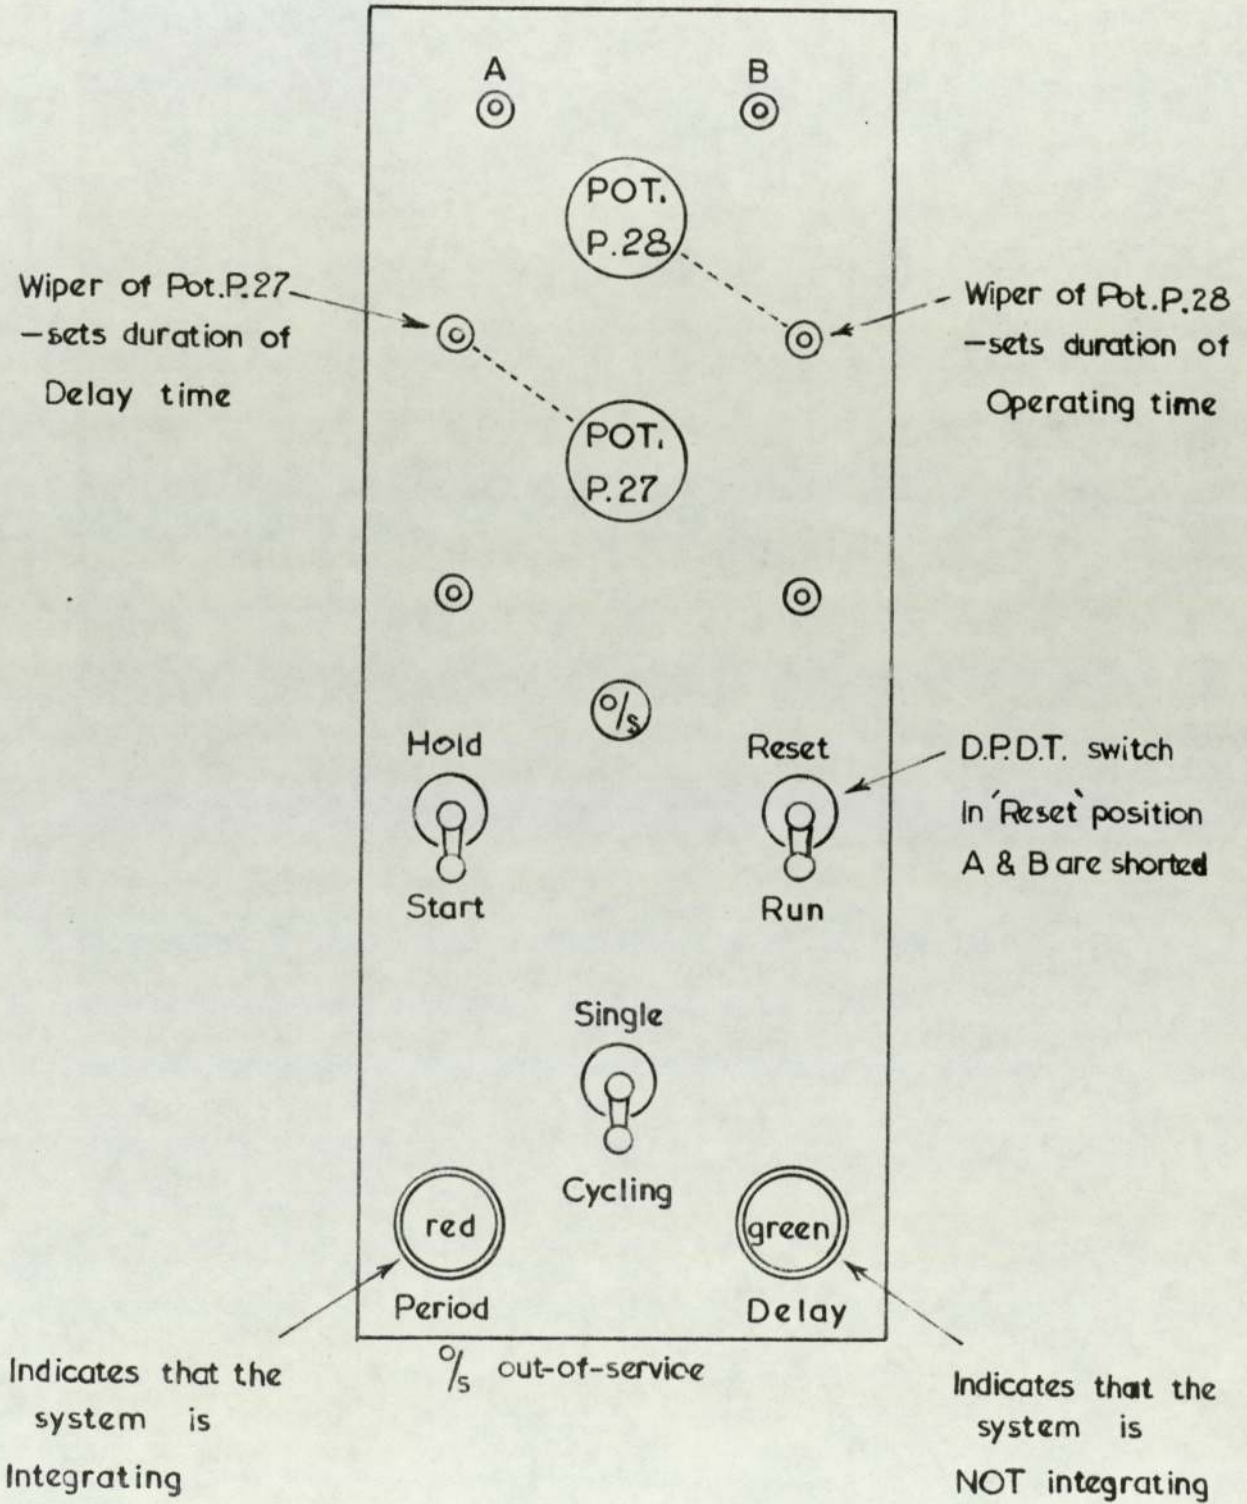 A
B
POT.
P.28
Wiper of Pot.P.27
-sets duration of
Delay time
Wiper of Pot.P.28
-sets duration of
Operating time
POT.
P.27
o/s
Hold
Start
Reset
Run
D.P.D.T. switch
In 'Reset' position
A & B are shorted
Single
Cycling
red
Period
green
Delay
o/s out-of-service
Indicates that the
system is
Integrating
Indicates that the
system is
NOT integrating